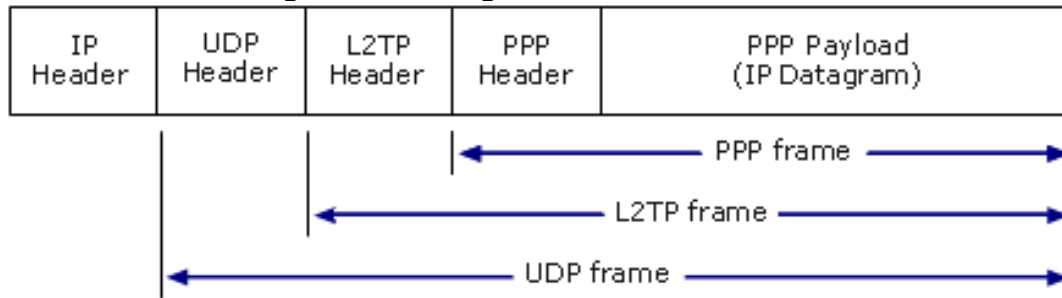 IP
Header
UDP
Header
L2TP
Header
PPP
Header
PPP Payload
(IP Datagram)
PPP frame
L2TP frame
UDP frame